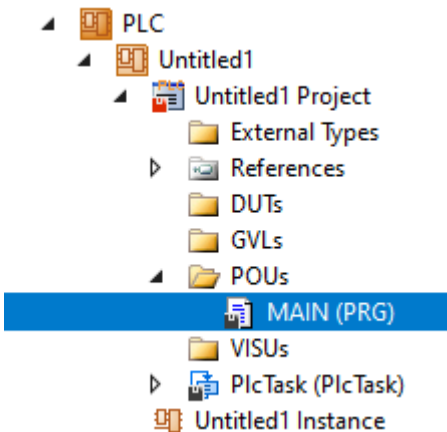 PLC
Untitled1
Untitled1 Project
External Types
References
DUTs
GVLs
POUs
MAIN (PRG)
VISUs
PlcTask (PlcTask)
Untitled1 Instance